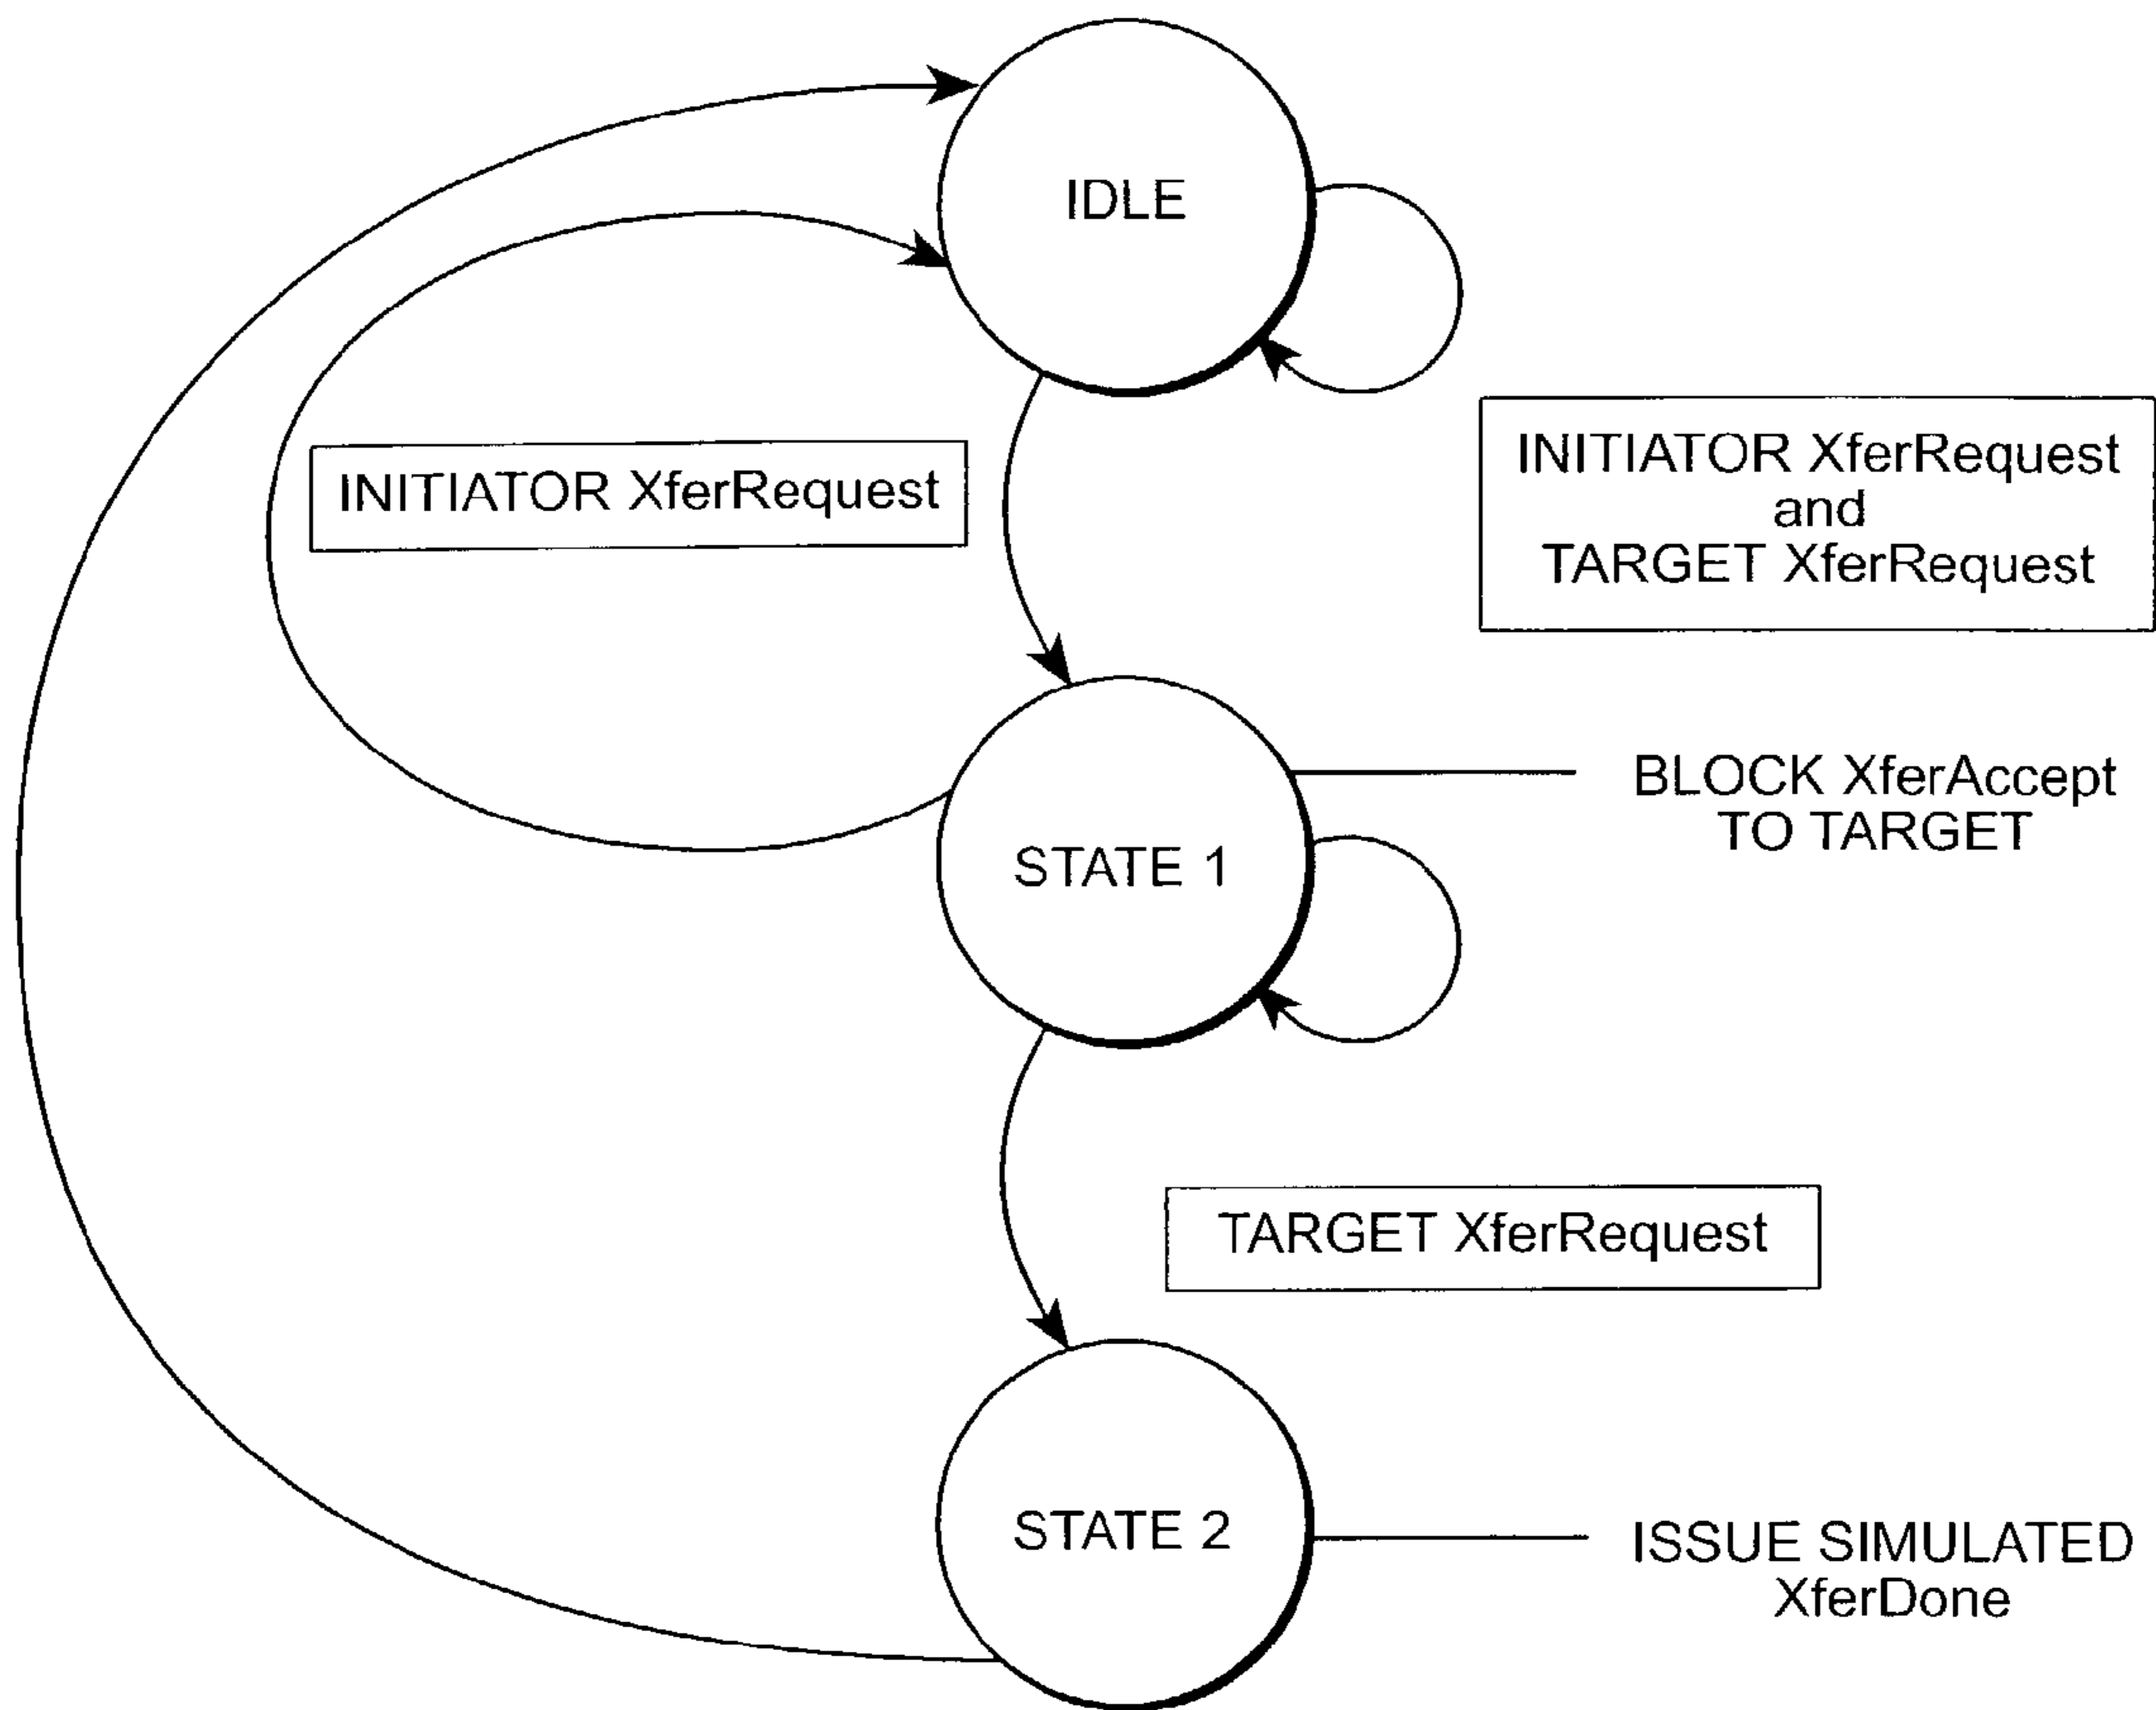 IDLE
INITIATOR XferRequest
INITIATOR XferRequest
and
TARGET XferRequest
BLOCK XferAccept
TO TARGET
STATE 1
TARGET XferRequest
STATE 2
ISSUE SIMULATED
XferDone